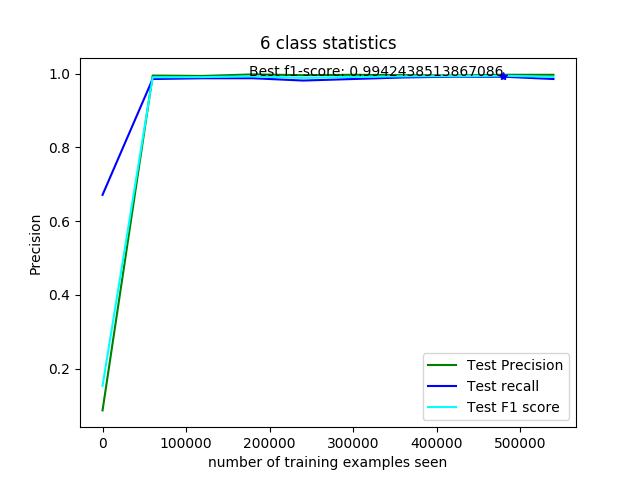 6 class statistics
Best f1-score: 0.9942438513867086
1.0
0.8
0.6
0.4
0.2
Precision
Test Precision
Test recall
Test F1 score
0 100000 200000 300000 400000 500000
number of training examples seen